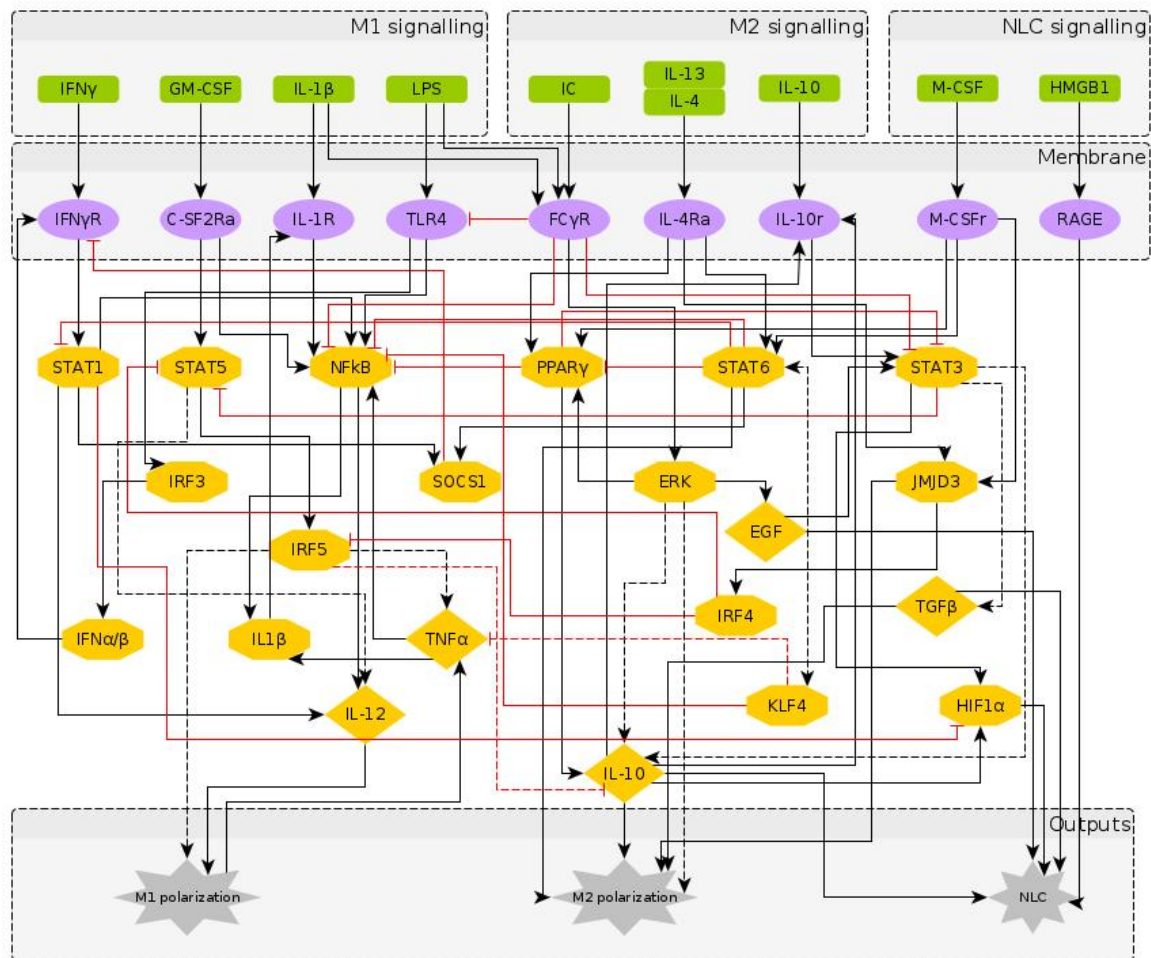 M1 signalling
M2 signalling
NLC signalling
IFNγ
GM-CSF
IL-1β
LPS
IC
IL-13
IL-4
IL-10
M-CSF
HMGB1
Membrane
IFNγR
C-SF2Ra
IL-1R
TLR4
FCγR
IL-4Ra
IL-10r
M-CSFr
RAGE
STAT1
STAT5
NFkB
PPARγ
STAT6
STAT3
IRF3
SOCS1
ERK
JMJD3
EGF
IRF5
IRF4
TGFβ
IFNα/β
IL1β
TNFα
KLF4
HIF1α
IL-12
IL-10
Outputs
M1 polarization
M2 polarization
NLC